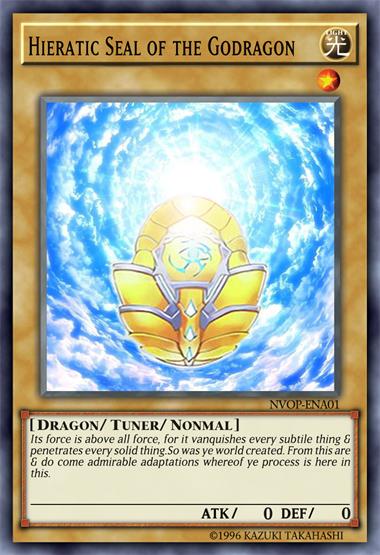 Hieratic Seal of the Godragon
LIGHT
光
NVOP-ENA01
[ Dragon/ Tuner/ Nonmal ]
Its force is above all force, for it vanquishes every subtile thing &
penetrates every solid thing.So was ye world created. From this are
& do come admirable adaptations whereof ye process is here in
this.
ATK/ 0 DEF/ 0
©1996 KAZUKI TAKAHASHI